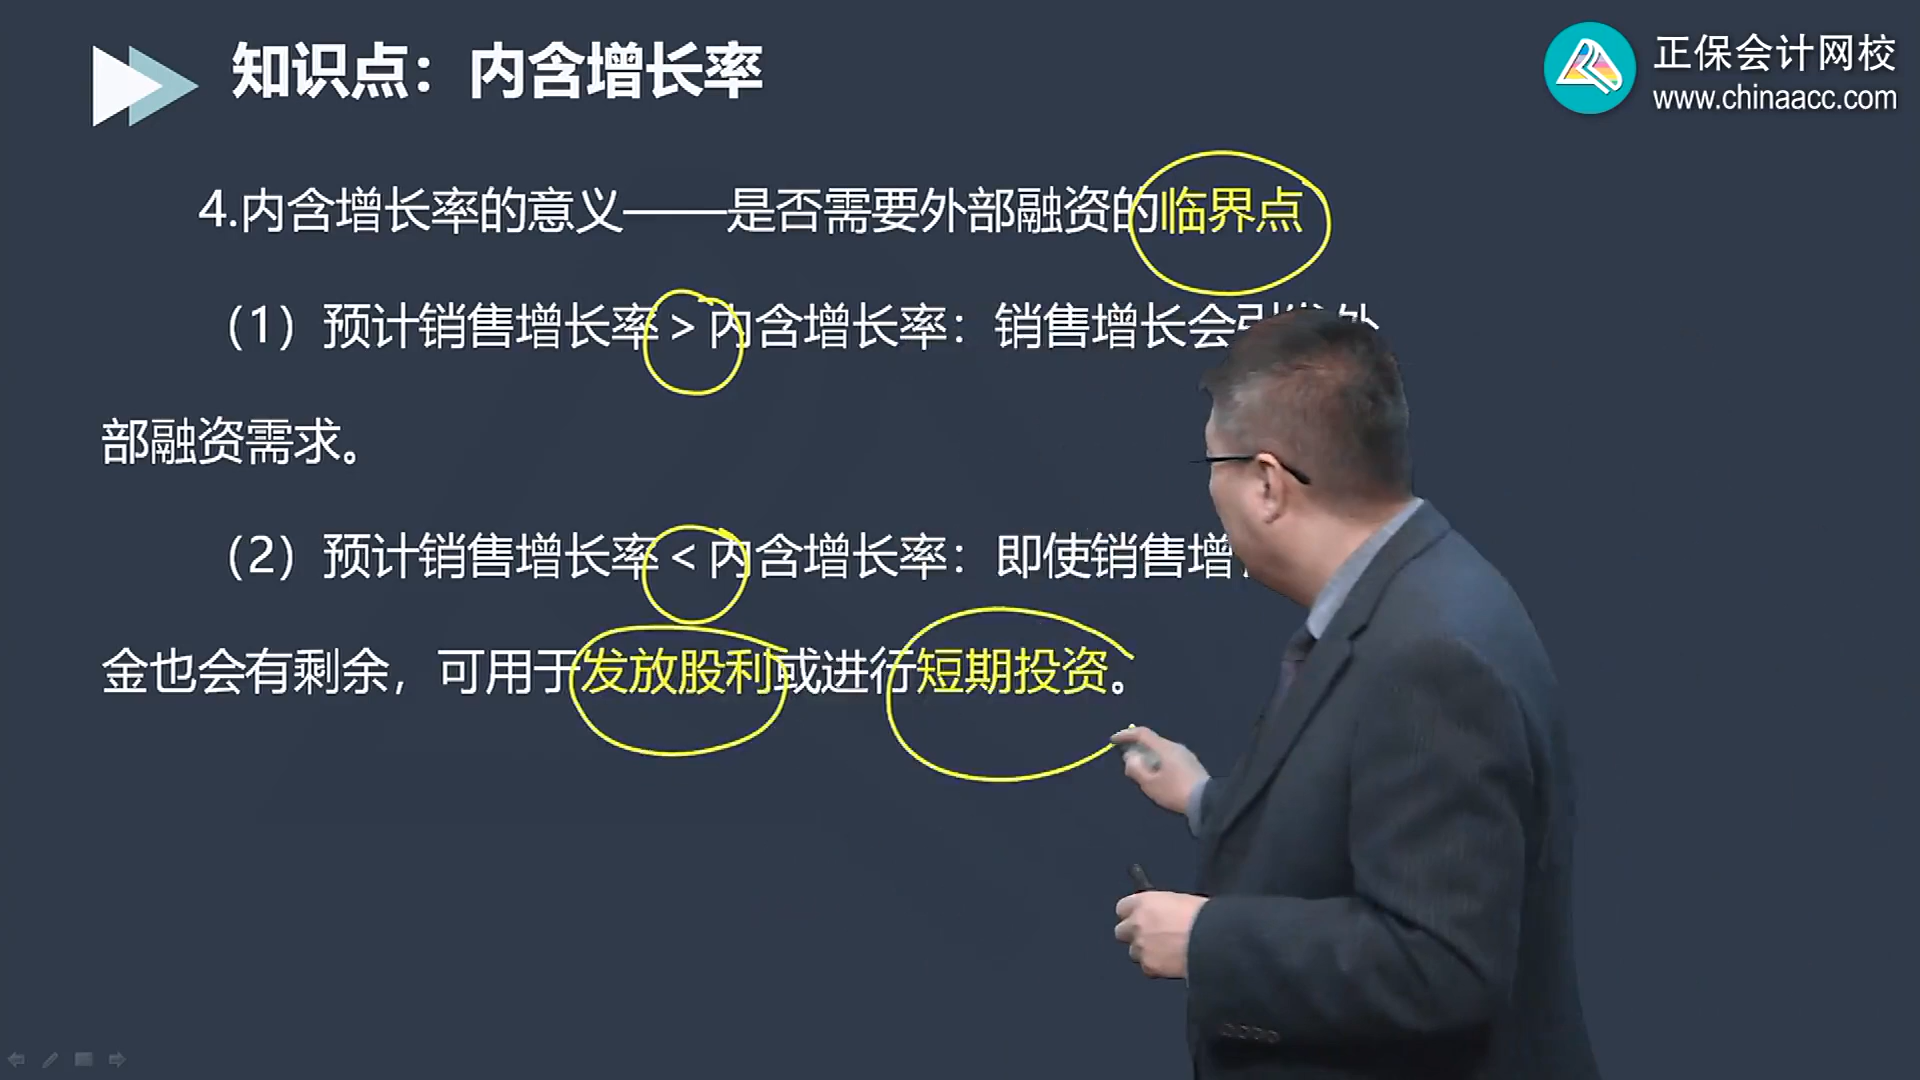 知识点：内含增长率
正保会计网校
www.chinaacc.com
4.内含增长率的意义——是否需要外部融资的临界点
（1）预计销售增长率＞内含增长率：销售增长会引发外
部融资需求。
（2）预计销售增长率＜内含增长率：即使销售增
金也会有剩余，可用于发放股利或进行短期投资。